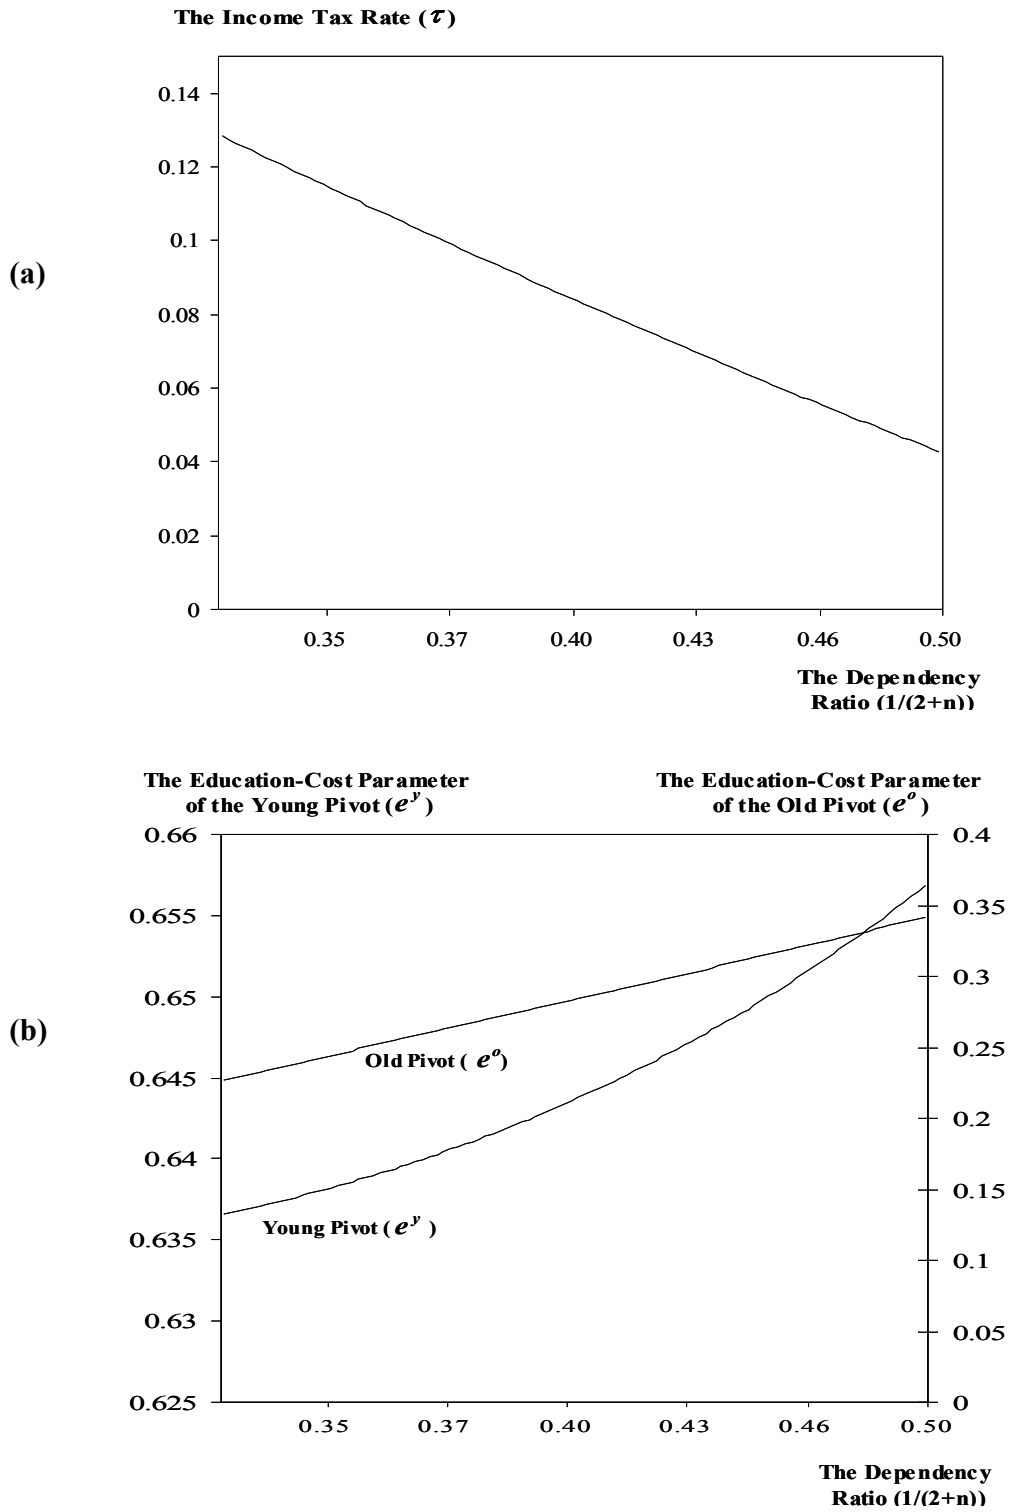 The Income Tax Rate (τ)
0.14
0.12
0.1
(a)
0.08
0.06
0.04
0.02
0
0.35 0.37 0.40 0.43 0.46 0.50
The Dependency
Ratio (1/(2+n))
The Education-Cost Parameter The Education-Cost Parameter
of the Young Pivot (e^y) of the Old Pivot (e^o)
0.66 0.4
0.655 0.35
0.65 0.3
(b)
Old Pivot ( e^o) 0.25
0.645
0.2
0.64
0.15
Young Pivot ( e^y )
0.635
0.1
0.63
0.05
0.625 0
0.35 0.37 0.40 0.43 0.46 0.50
The Dependency
Ratio (1/(2+n))